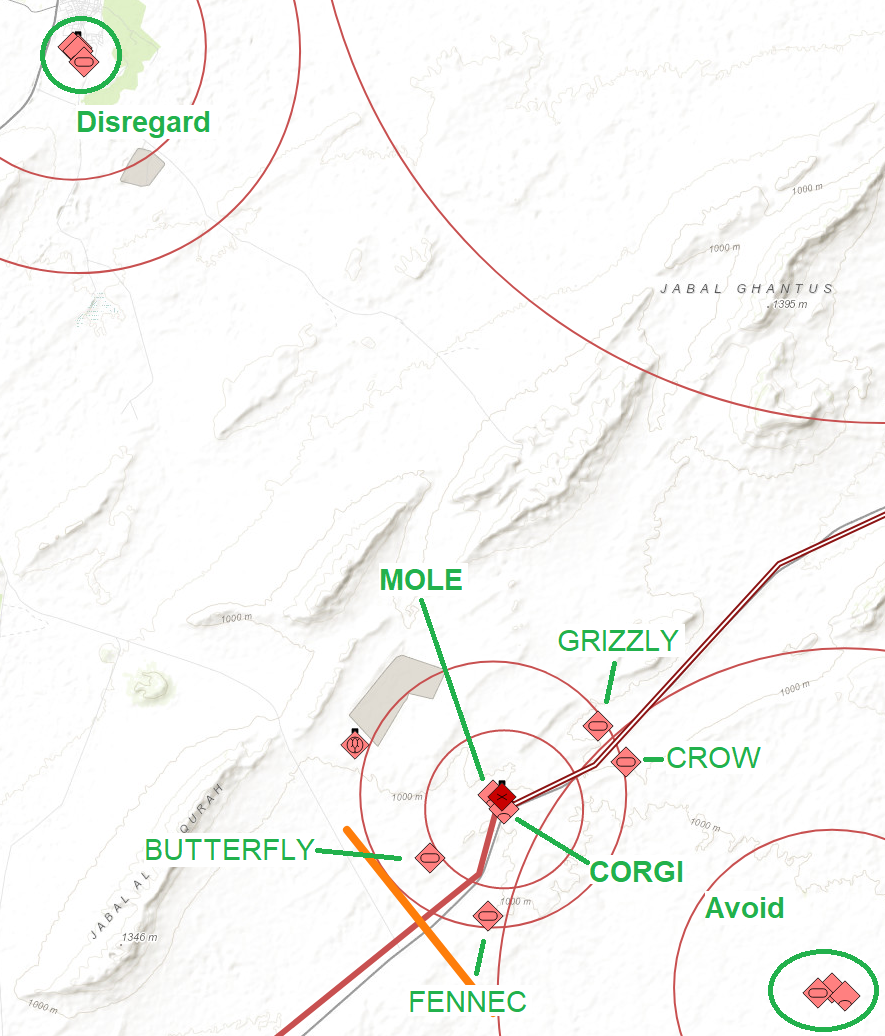 Disregard
1000 m
1000 m
JABAL GHANTUS
1395 m
MOLE
GRIZZLY
1000 m
1000 m
CROW
1000 m
1000 m
BUTTERFLY
CORGI
1000 m
Avoid
JABAL AL QURAH
1346 m
FENNEC
1000 m